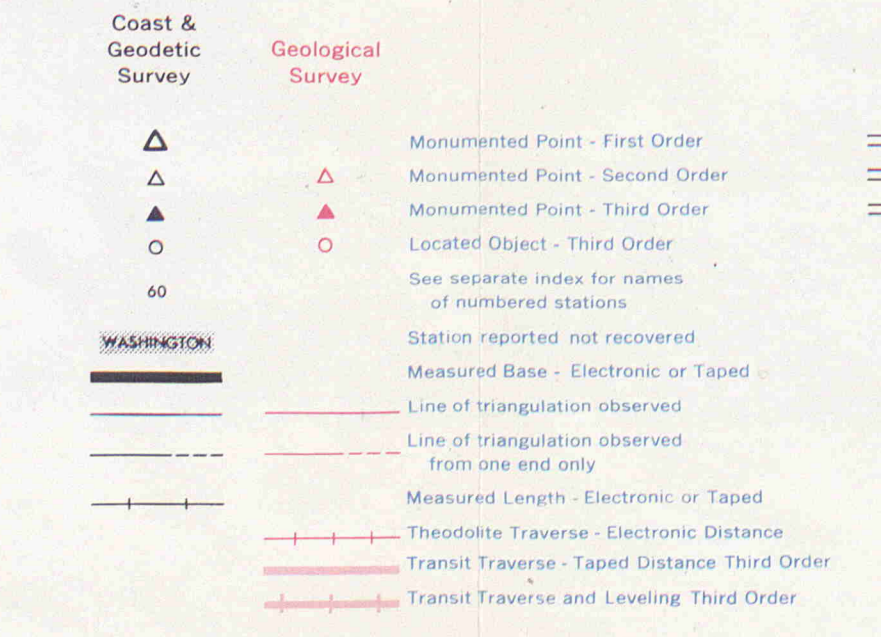 Coast &
Geodetic
Survey
Geological
Survey
Monumented Point - First Order
Monumented Point - Second Order
Monumented Point - Third Order
Located Object - Third Order
60
See separate index for names
of numbered stations
WASHINGTON
Station reported not recovered
Measured Base - Electronic or Taped
Line of triangulation observed
Line of triangulation observed
from one end only
Measured Length - Electronic or Taped
Theodolite Traverse - Electronic Distance
Transit Traverse - Taped Distance Third Order
Transit Traverse and Leveling Third Order